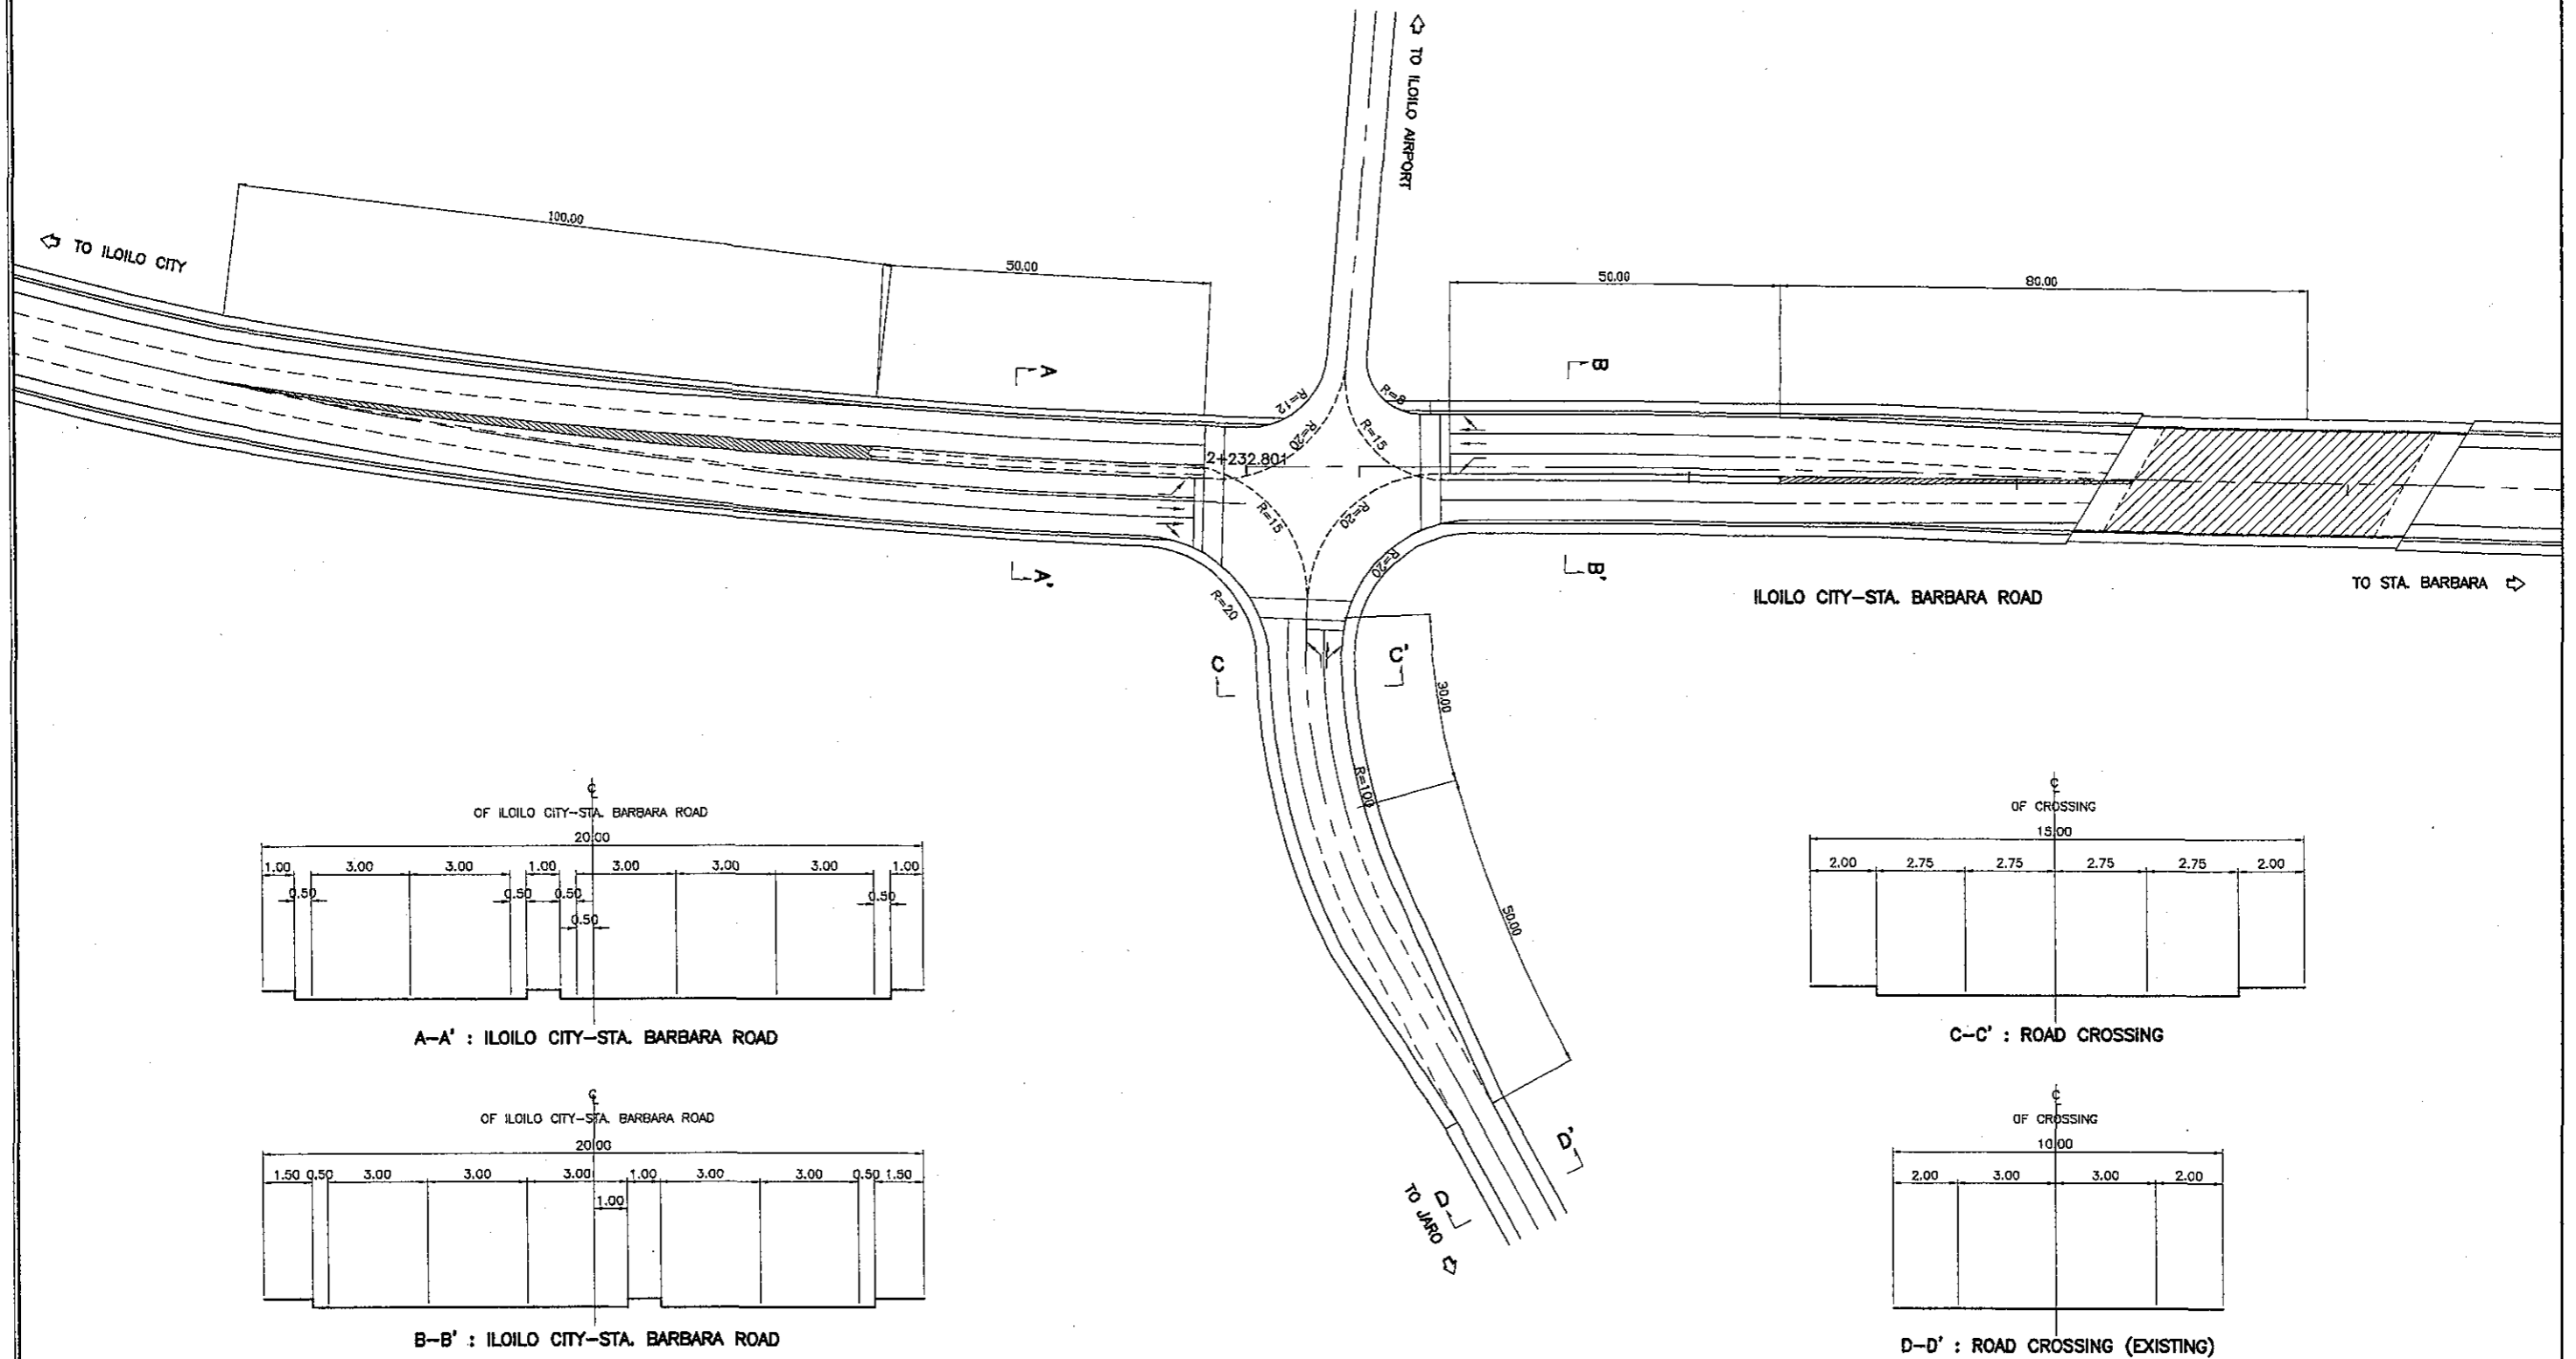 TO ILOILO AIRPORT
100.00
TO ILOILO CITY
50.00
50.00
80.00
A
B
R=12
R=8
R=20
R=15
2+232.801
R=15
R=20
R=20
A'
B'
TO STA. BARBARA
ILOILO CITY-STA. BARBARA ROAD
R=20
C
C'
30.00
R=100
50.00
D'
D
TO JARO
℄
OF ILOILO CITY-STA. BARBARA ROAD
20.00
1.00 3.00 3.00 1.00 3.00 3.00 3.00 1.00
0.50 0.50 0.50 0.50
0.50
A-A' : ILOILO CITY-STA. BARBARA ROAD
℄
OF CROSSING
15.00
2.00 2.75 2.75 2.75 2.75 2.00
C-C' : ROAD CROSSING
℄
OF ILOILO CITY-STA. BARBARA ROAD
20.00
1.50 0.50 3.00 3.00 3.00 1.00 3.00 3.00 0.50 1.50
1.00
B-B' : ILOILO CITY-STA. BARBARA ROAD
℄
OF CROSSING
10.00
2.00 3.00 3.00 2.00
D-D' : ROAD CROSSING (EXISTING)